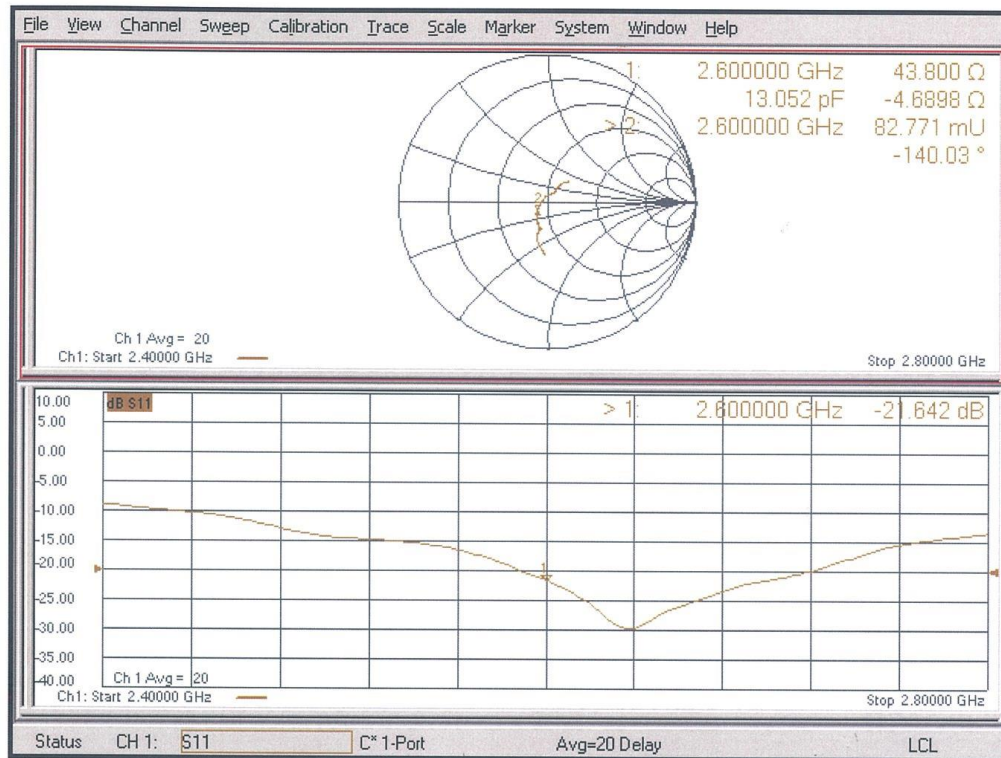 File View Channel Sweep Calibration Trace Scale Marker System Window Help
1: 2.600000 GHz 43.800 Ω
13.052 pF -4.6898 Ω
> 2: 2.600000 GHz 82.771 mU
-140.03 °
2
Ch 1 Avg = 20
Ch1: Start 2.40000 GHz
Stop 2.80000 GHz
10.00 dB S11 > 1: 2.600000 GHz -21.642 dB
5.00
0.00
-5.00
-10.00
-15.00
-20.00
1
-25.00
-30.00
-35.00
-40.00 Ch 1 Avg = 20
Ch1: Start 2.40000 GHz Stop 2.80000 GHz
Status CH 1: S11 C* 1-Port Avg=20 Delay LCL